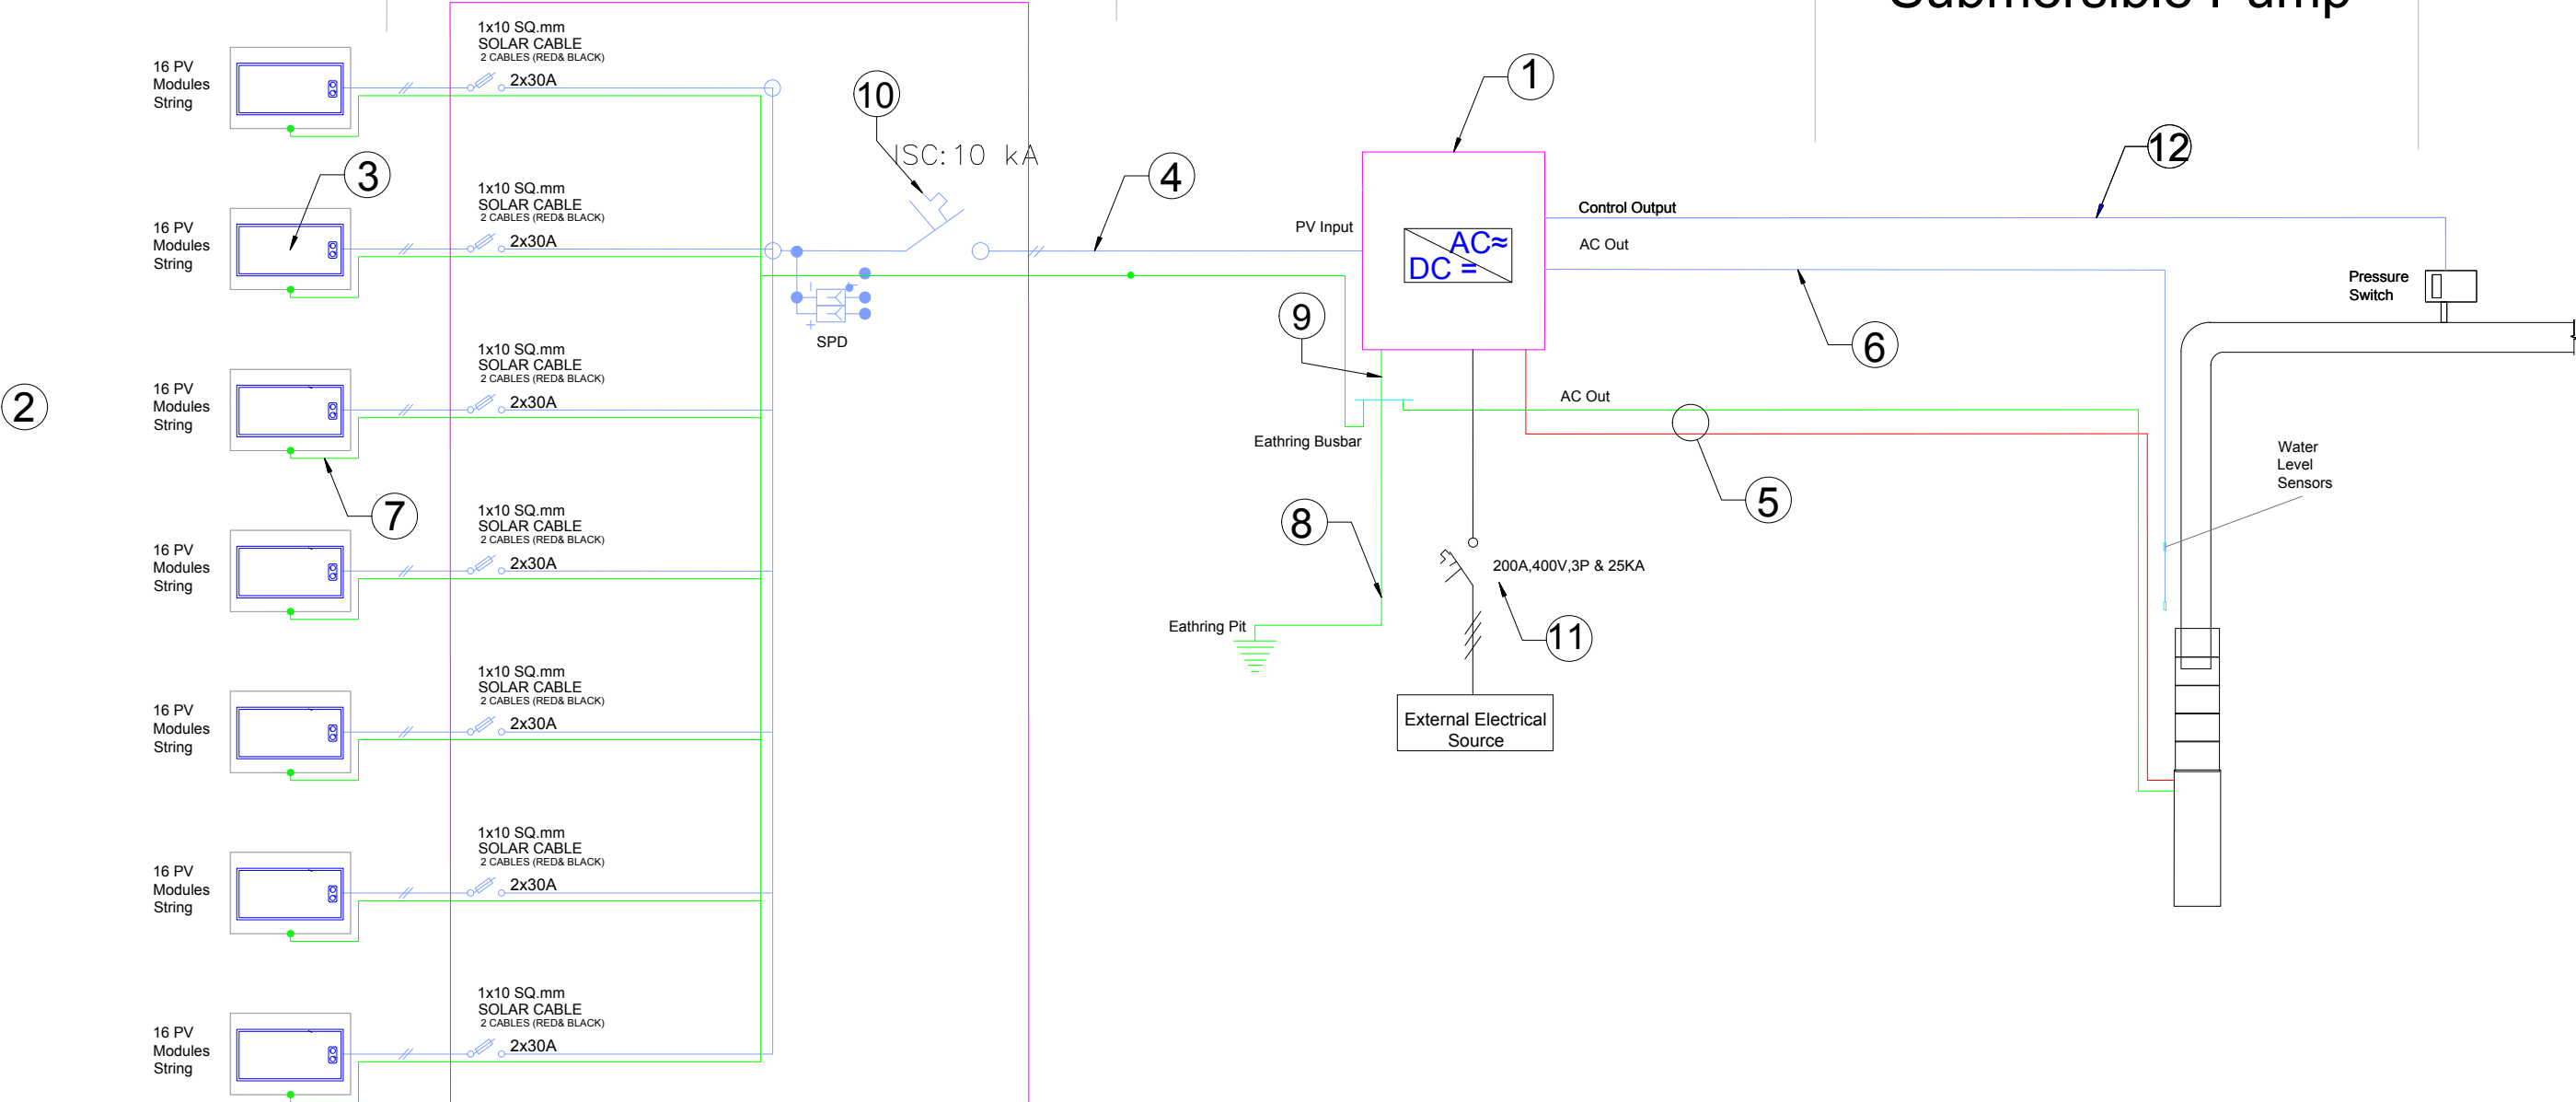 Submersible Pump
1x10 SQ.mm
SOLAR CABLE
2 CABLES (RED& BLACK)
16 PV
Modules
String
2x30A
10
ISC:10 kA
1
12
3
4
1x10 SQ.mm
SOLAR CABLE
2 CABLES (RED& BLACK)
16 PV
Modules
String
2x30A
PV Input
Control Output
AC Out
AC≈
DC =
Pressure
Switch
SPD
9
6
2
1x10 SQ.mm
SOLAR CABLE
2 CABLES (RED& BLACK)
16 PV
Modules
String
2x30A
AC Out
Eathring Busbar
Water
Level
Sensors
7
8
5
1x10 SQ.mm
SOLAR CABLE
2 CABLES (RED& BLACK)
16 PV
Modules
String
2x30A
200A,400V,3P & 25KA
Eathring Pit
11
1x10 SQ.mm
SOLAR CABLE
2 CABLES (RED& BLACK)
16 PV
Modules
String
2x30A
External Electrical
Source
1x10 SQ.mm
SOLAR CABLE
2 CABLES (RED& BLACK)
16 PV
Modules
String
2x30A
1x10 SQ.mm
SOLAR CABLE
2 CABLES (RED& BLACK)
16 PV
Modules
String
2x30A